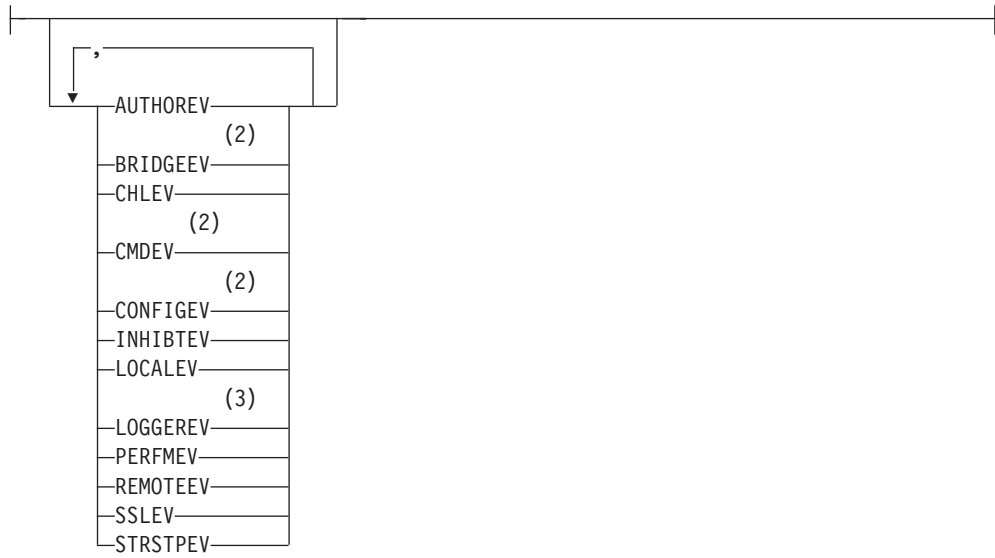 ,
AUTHOREV
(2)
BRIDGEEV
CHLEV
(2)
CMDEV
(2)
CONFIGEV
INHIBTEV
LOCALEV
(3)
LOGGEREV
PERFMEV
REMOTEEV
SSLEV
STRSTPEV